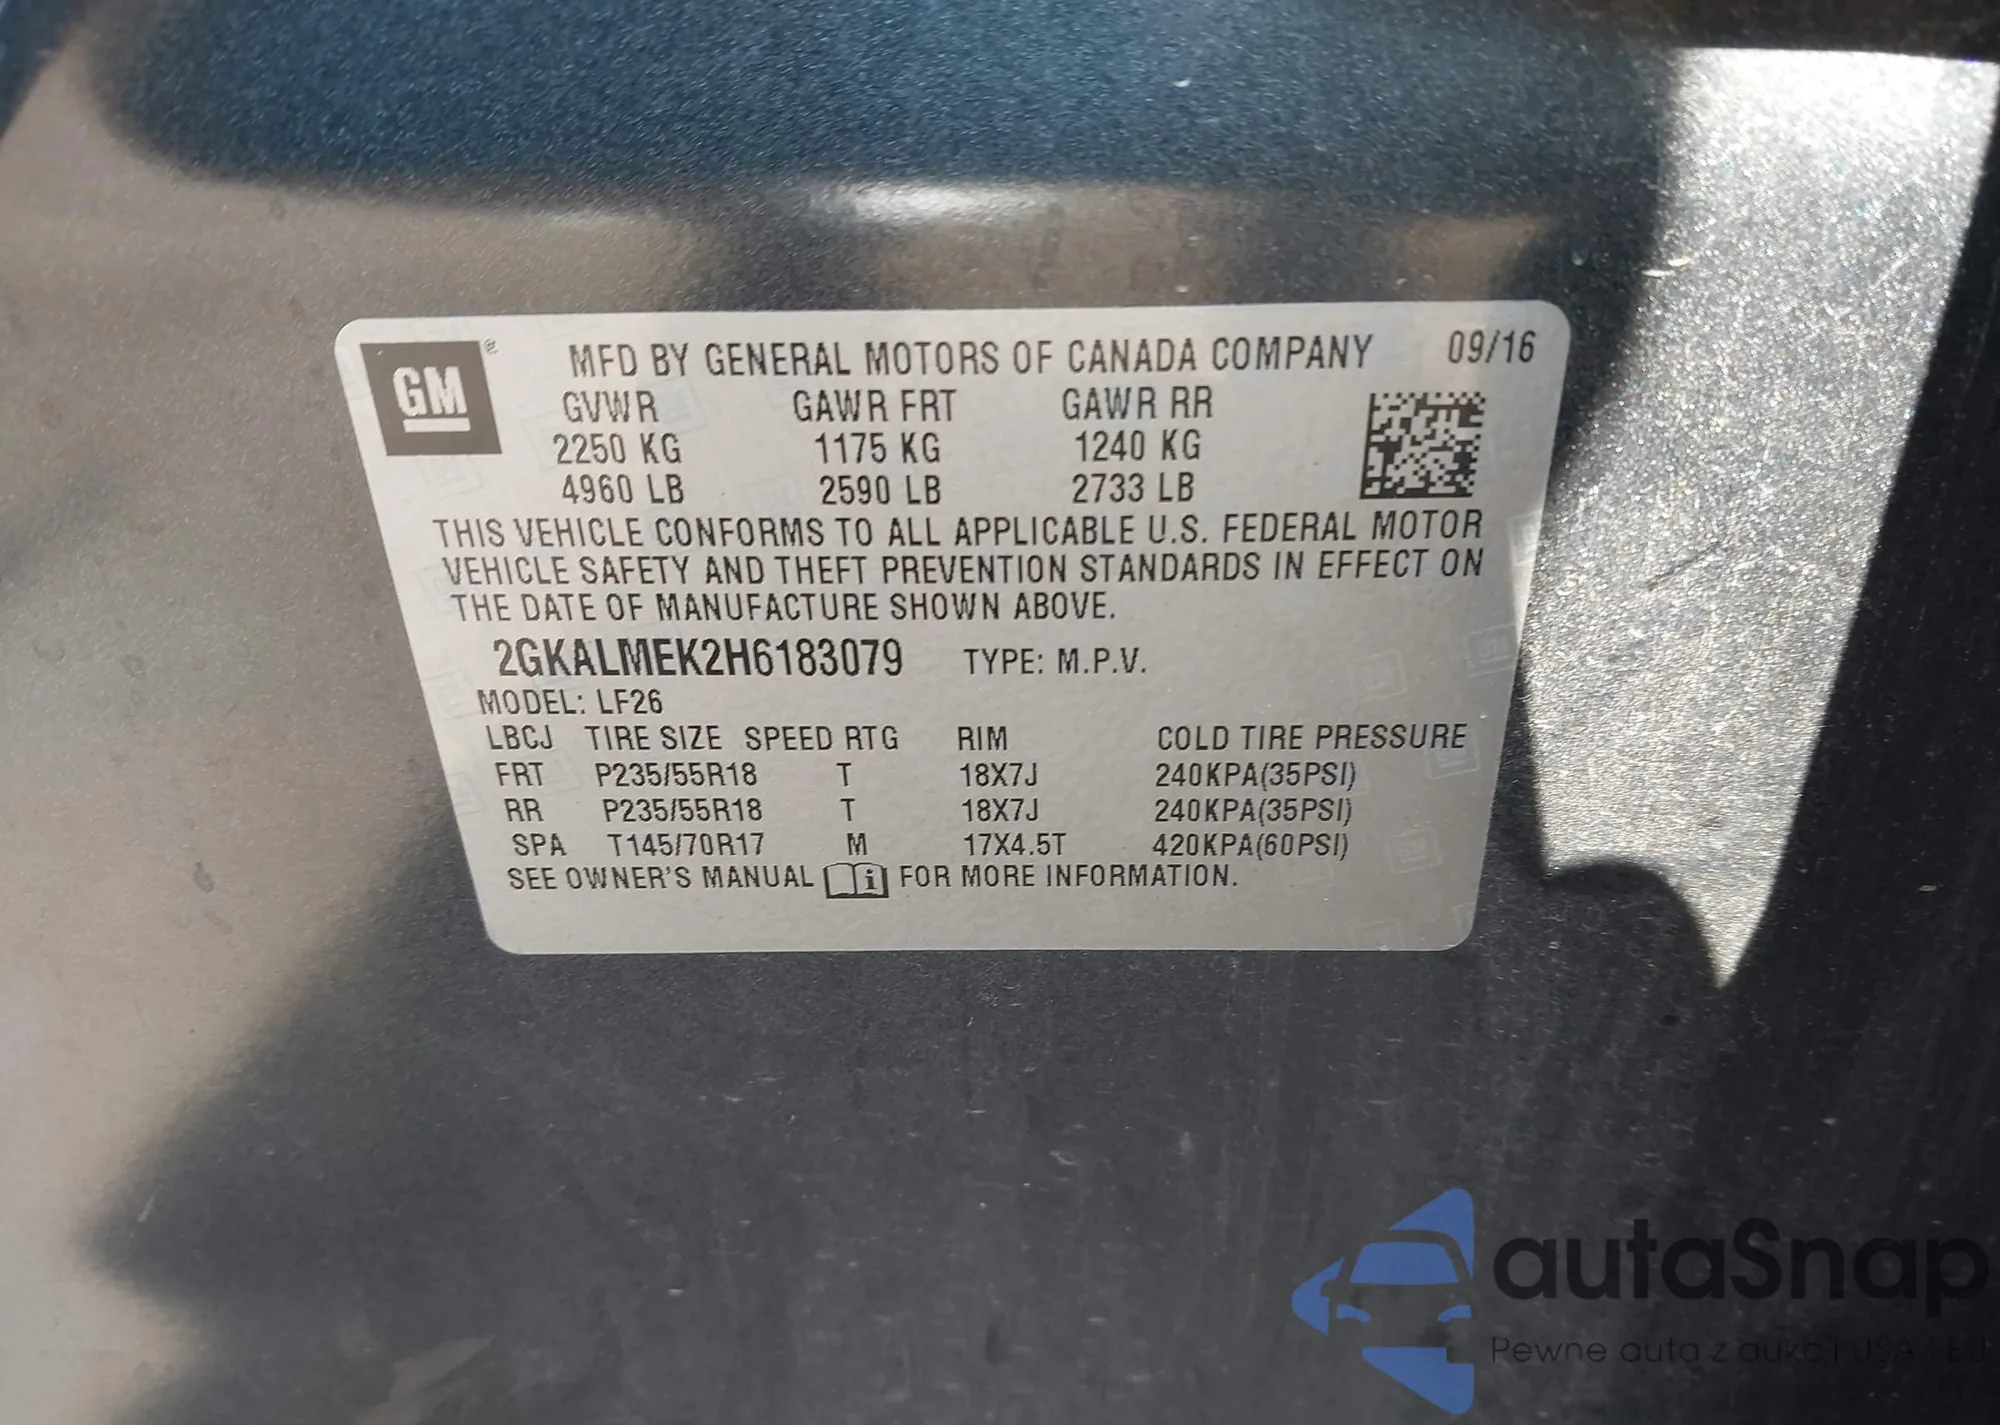 GM®
MFD BY GENERAL MOTORS OF CANADA COMPANY 09/16
GVWR GAWR FRT GAWR RR
2250 KG 1175 KG 1240 KG
4960 LB 2590 LB 2733 LB
THIS VEHICLE CONFORMS TO ALL APPLICABLE U.S. FEDERAL MOTOR
VEHICLE SAFETY AND THEFT PREVENTION STANDARDS IN EFFECT ON
THE DATE OF MANUFACTURE SHOWN ABOVE.
2GKALMEK2H6183079 TYPE: M.P.V.
MODEL: LF26
LBCJ TIRE SIZE SPEED RTG RIM COLD TIRE PRESSURE
FRT P235/55R18 T 18X7J 240KPA(35PSI)
RR P235/55R18 T 18X7J 240KPA(35PSI)
SPA T145/70R17 M 17X4.5T 420KPA(60PSI)
SEE OWNER'S MANUAL i FOR MORE INFORMATION.
autaSnap
Pewne auta z aukcji USA